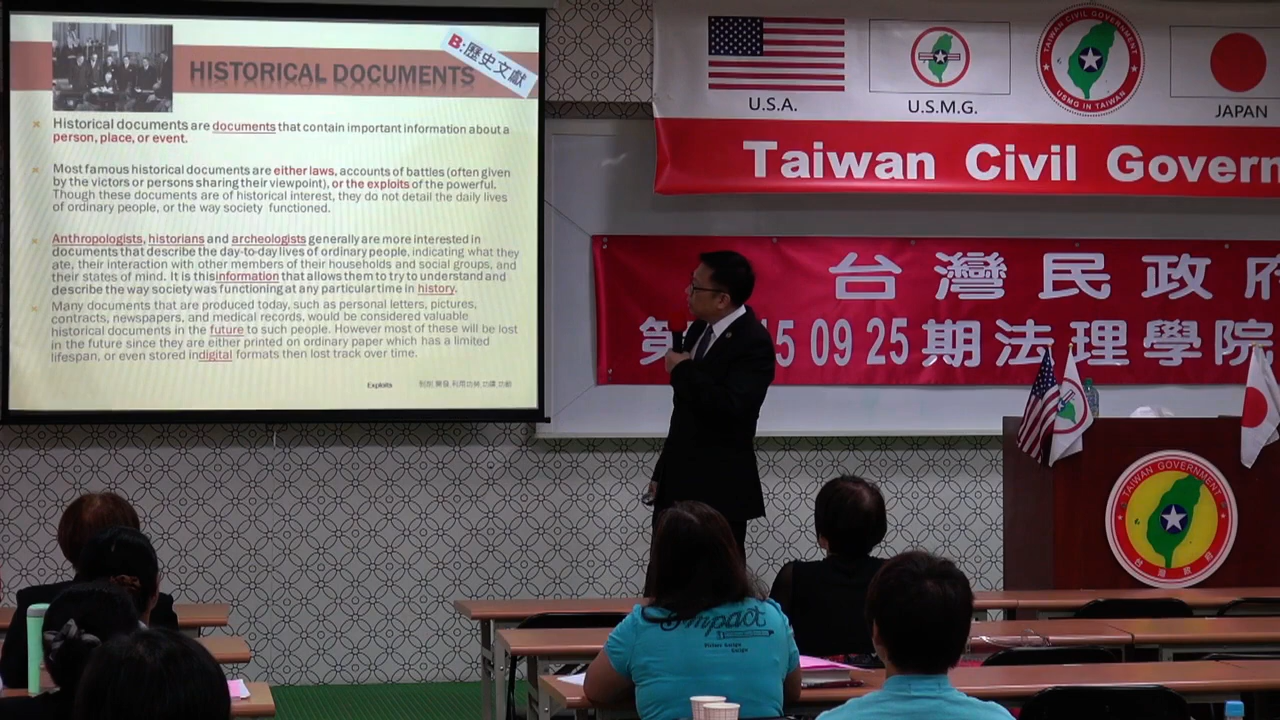 B:歷史文獻
HISTORICAL DOCUMENTS
Historical documents are documents that contain important information about a
person, place, or event.
Most famous historical documents are either laws, accounts of battles (often given
by the victors or persons sharing their viewpoint), or the exploits of the powerful.
Though these documents are of historical interest, they do not detail the daily lives
of ordinary people, or the way society functioned.
Anthropologists, historians and archeologists generally are more interested in
documents that describe the day-to-day lives of ordinary people, indicating what they
ate, their interaction with other members of their households and social groups, and
their states of mind. It is this information that allows them to try to understand and
describe the way society was functioning at any particular time in history.
Many documents that are produced today, such as personal letters, pictures,
contracts, newspapers, and medical records, would be considered valuable
historical documents in the future to such people. However most of these will be lost
in the future since they are either printed on ordinary paper which has a limited
lifespan, or even stored in digital formats then lost track over time.
Exploits
U.S.A.
U.S.M.G.
TAIWAN CIVIL GOVERNMENT
USMG IN TAIWAN
JAPAN
Taiwan Civil Govern
台灣民政府
第 15 09 25 期法理學院
TAIWAN GOVERNMENT
台灣政府
impact